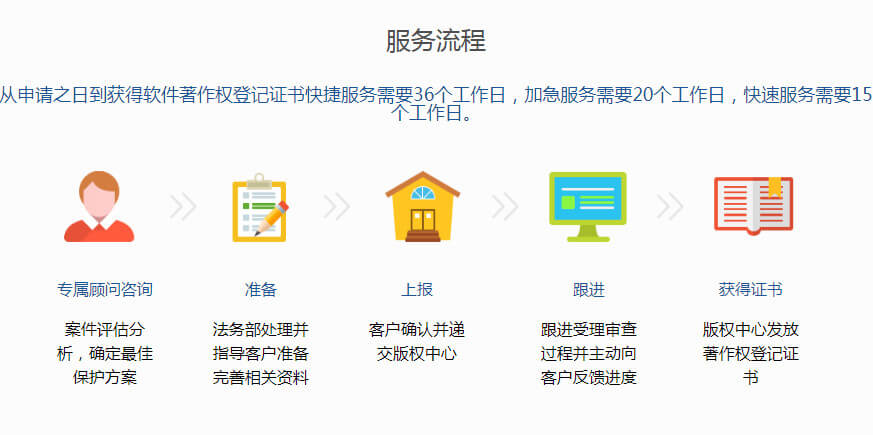 服务流程
从申请之日到获得软件著作权登记证书快捷服务需要36个工作日，加急服务需要20个工作日，快速服务需要15
个工作日。
专属顾问咨询
案件评估分
析，确定最佳
保护方案
准备
法务部处理并
指导客户准备
完善相关资料
上报
客户确认并递
交版权中心
跟进
跟进受理审查
过程并主动向
客户反馈进度
获得证书
版权中心发放
著作权登记证
书